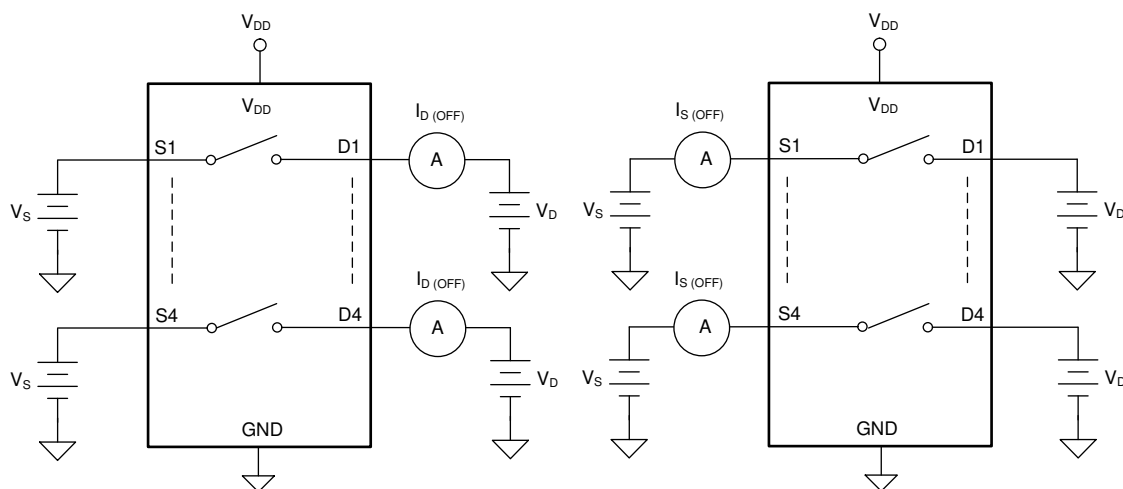 VDD VDD
VDD VDD
ID (OFF) IS (OFF)
S1 D1 A A S1 D1
VS VD VS VD
ID (OFF) IS (OFF)
S4 D4 A A S4 D4
VS VD VS VD
GND GND